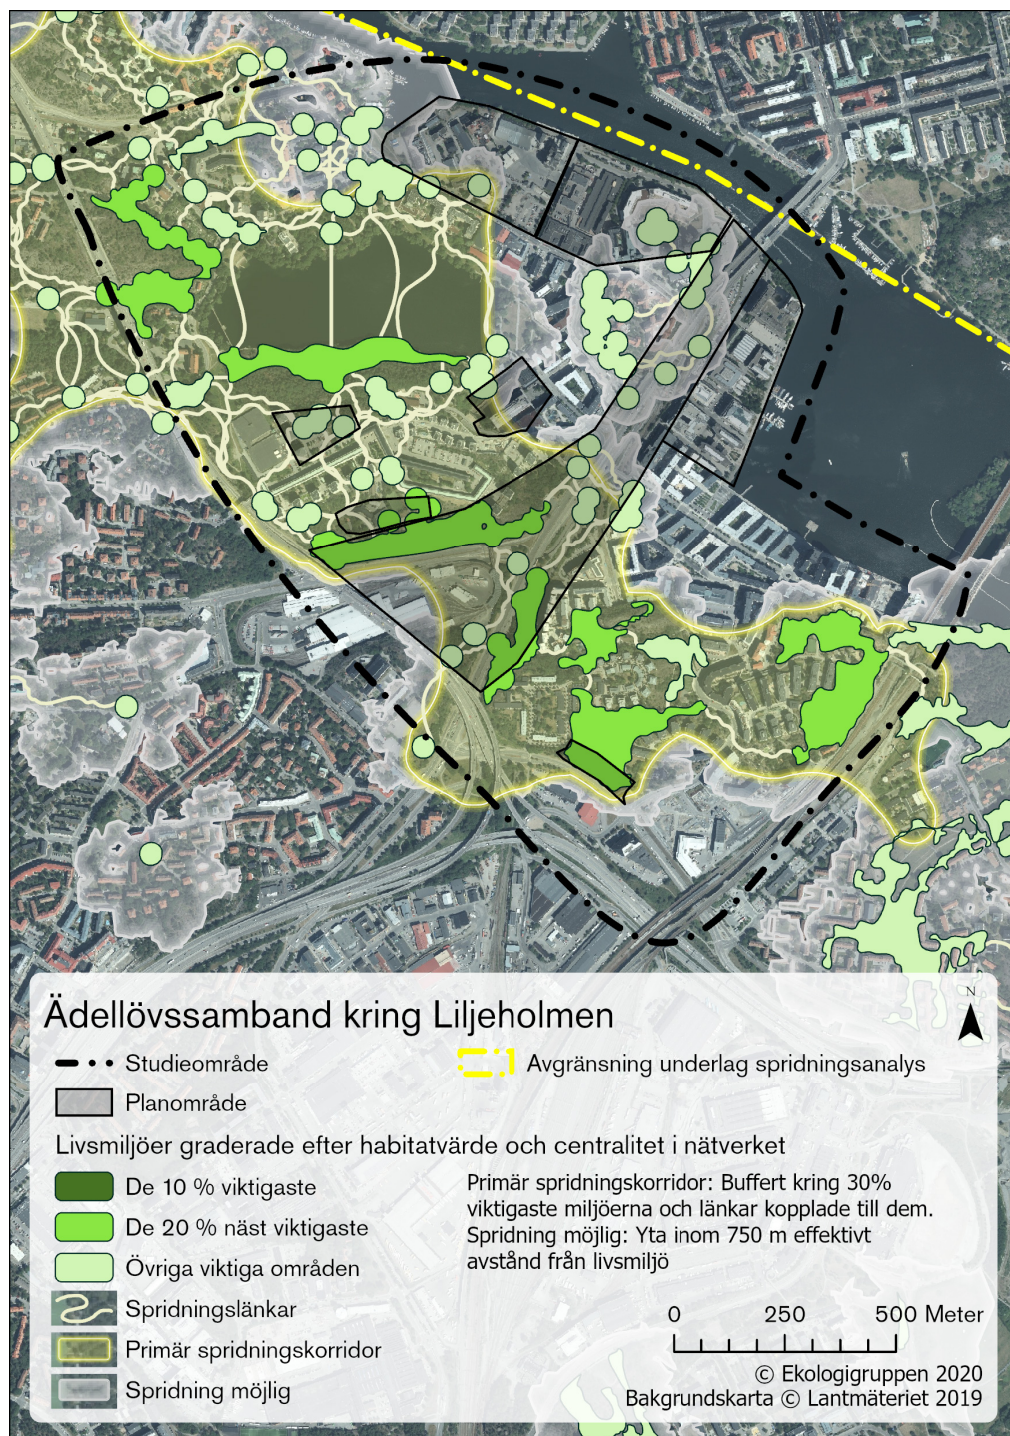 N
Ädellövssamband kring Liljeholmen
Studieområde
Avgränsning underlag spridningsanalys
Planområde
Livsmiljöer graderade efter habitatvärde och centralitet i nätverket
De 10 % viktigaste
De 20 % näst viktigaste
Övriga viktiga områden
Spridningslänkar
Primär spridningskorridor
Spridning möjlig
Primär spridningskorridor: Buffert kring 30%
viktigaste miljöerna och länkar kopplade till dem.
Spridning möjlig: Yta inom 750 m effektivt
avstånd från livsmiljö
0 250 500 Meter
© Ekologigruppen 2020
Bakgrundskarta © Lantmäteriet 2019